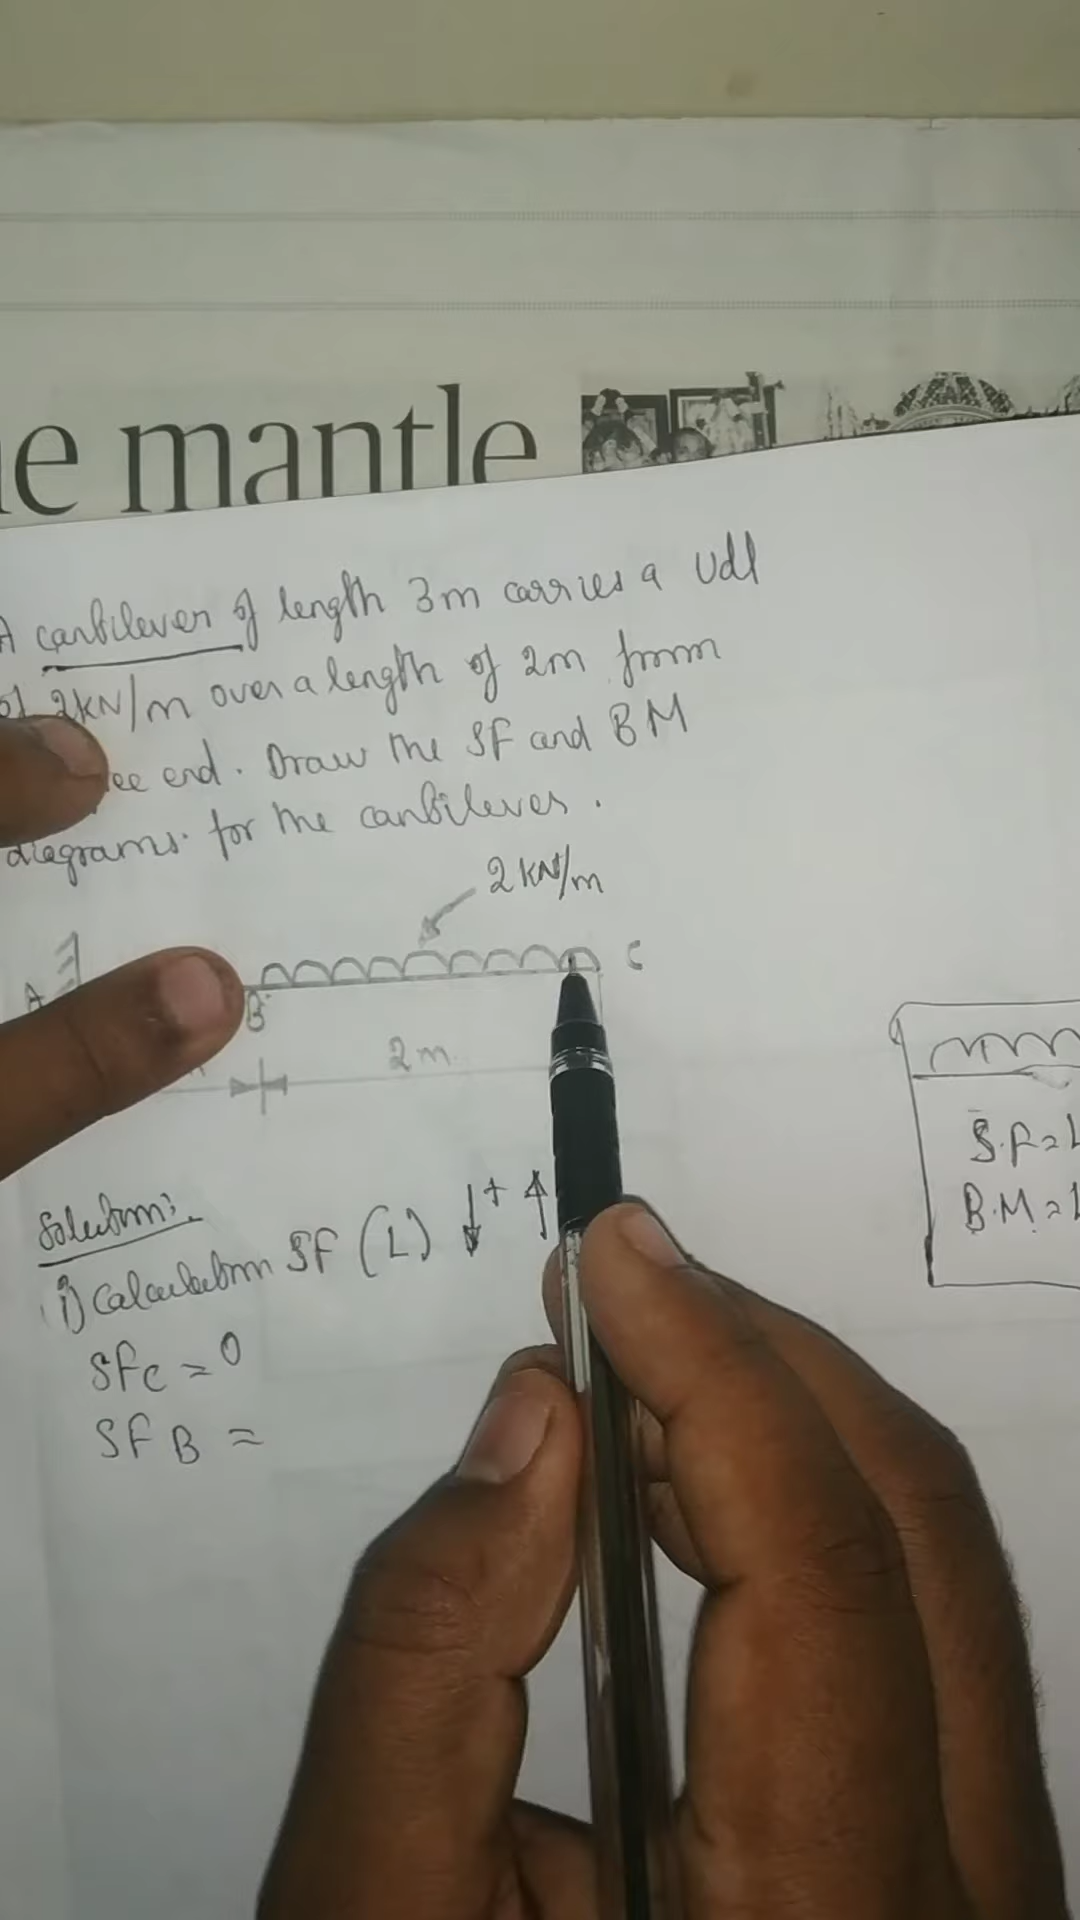 e mantle
A cantilever of length 3m carries a Udl
of 2KN/m over a length of 2m from
ee end. Draw the SF and BM
diagrams. for the cantilever.
2KN/m
A
B
C
2m
Solution:
i) Calculation SF (L) ↓+ ↑
SFC = 0
SF B =
S.F = L
B.M = L